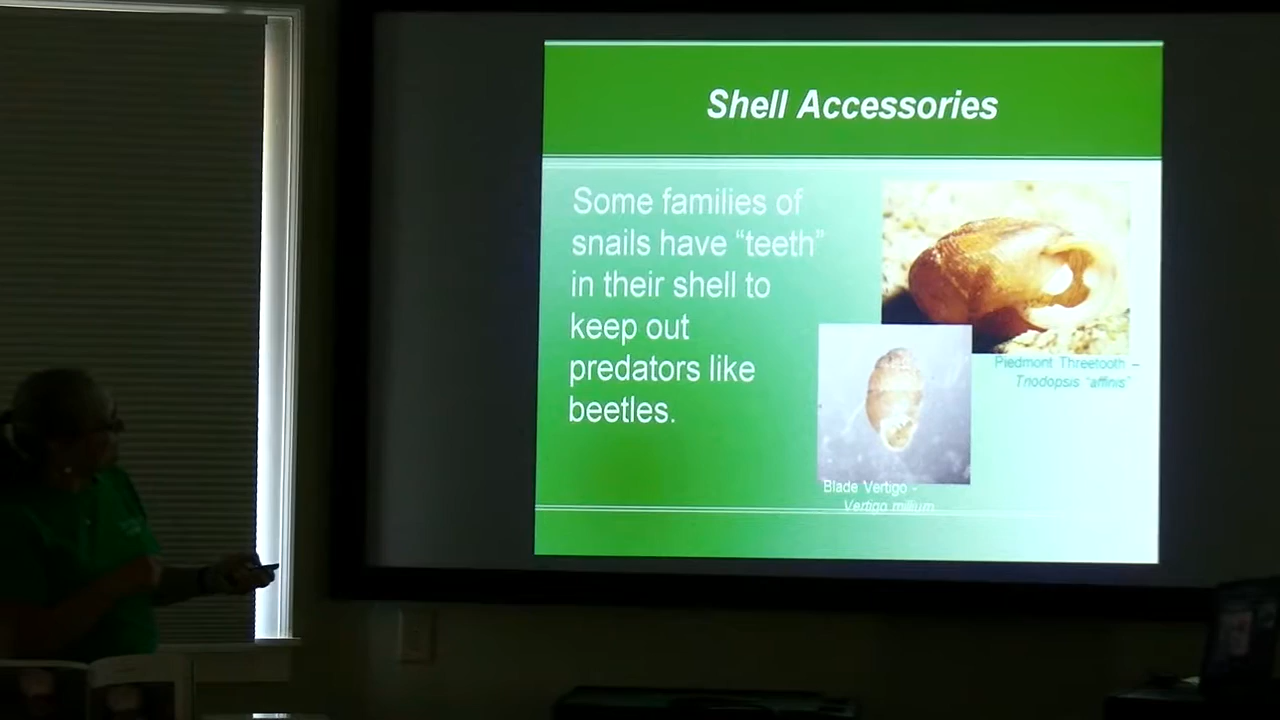 Shell Accessories
Some families of
snails have “teeth”
in their shell to
keep out
predators like
beetles.
Piedmont Threetooth –
Triodopsis “affinis”
Blade Vertigo -
Vertigo millium